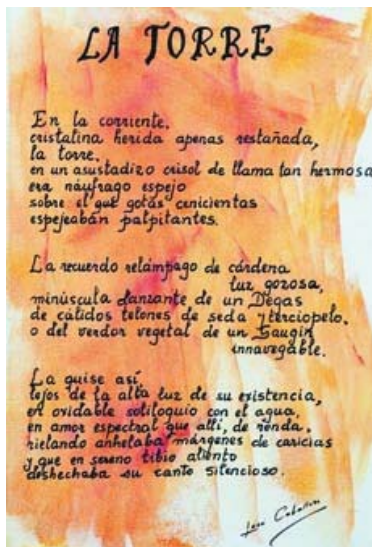 LA TORRE
En la corriente,
cristalina herida apenas restañada,
la torre,
en un asustadizo crisol de llama tan hermosa
era náufrago espejo
sobre el que gotas cenicientas
espejeaban palpitantes.
La recuerdo relámpago de cárdena
luz gozosa,
minúscula danzante de un Degas
de cálidos telones de seda y terciopelo,
o del verdor vegetal de un Gaugin
innavegable.
La quise así
lejos de la alta luz de su existencia,
en ovidable soliloquio con el agua,
en amor espectral que allí, de ronda,
rielando anhelaba márgenes de caricias
y que en sereno tibio aliento
deshechaba su canto silencioso.